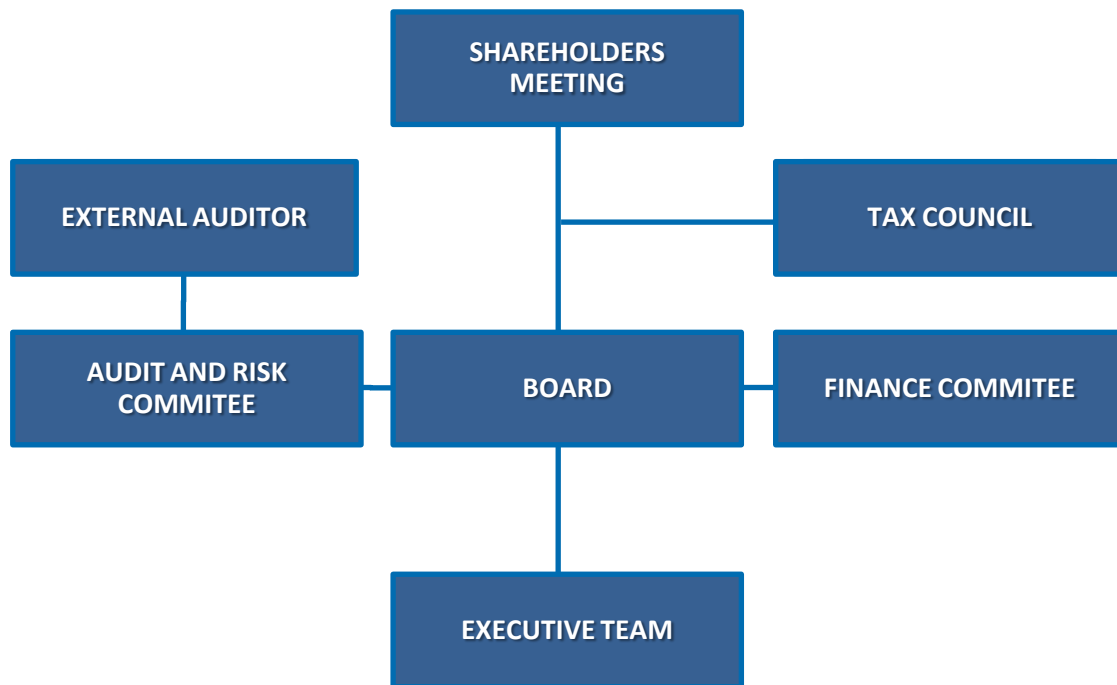 SHAREHOLDERS
MEETING
EXTERNAL AUDITOR
TAX COUNCIL
AUDIT AND RISK
COMMITEE
BOARD
FINANCE COMMITEE
EXECUTIVE TEAM